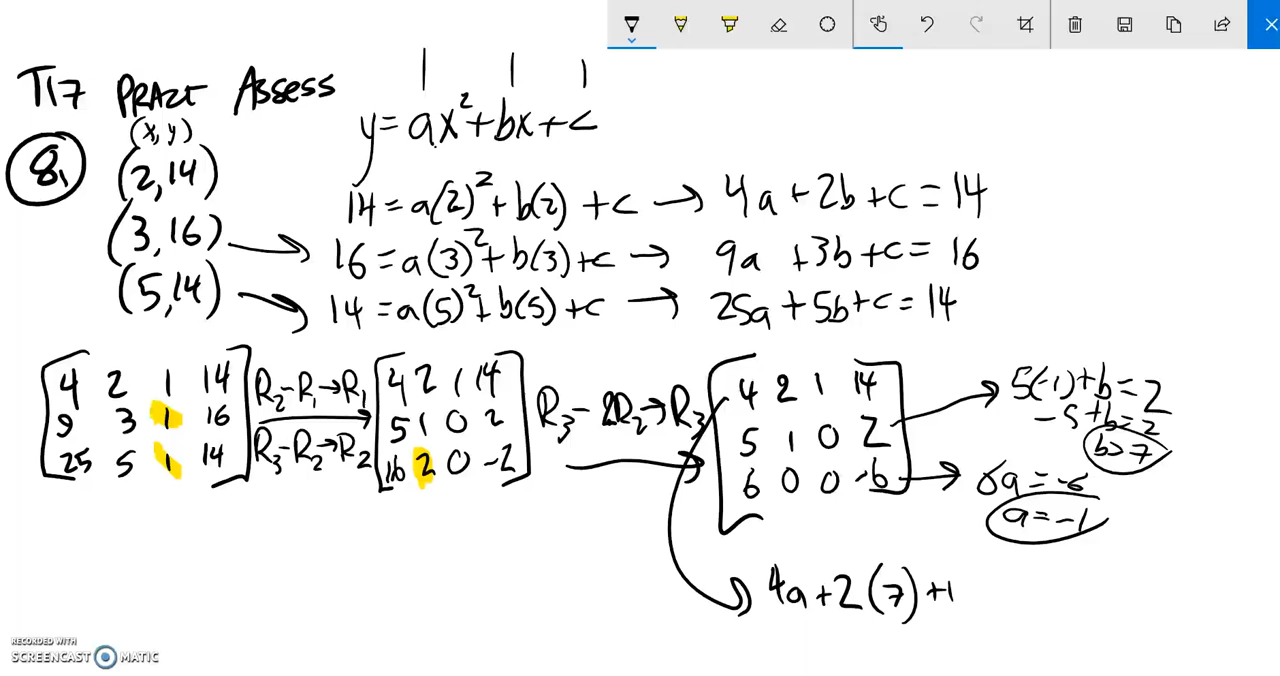 T17 PRACT ASSESS
8.
(x, y)
(2,14)
(3,16)
(5,14)
1 1 1
y=ax²+bx+c
14=a(2)²+b(2)+c → 4a+2b+c=14
16=a(3)²+b(3)+c → 9a+3b+c=16
14=a(5)²+b(5)+c → 25a+5b+c=14
4 2 1 14
9 3 1 16
25 5 1 14
R₂-R₁→R₁
R₃-R₂→R₂
4 2 1 14
5 1 0 2
16 2 0 -2
R₃-2R₂→R₃
4 2 1 14
5 1 0 2
6 0 0 -6
5(-1)+b=2
-5+b=2
b=7
6a=-6
a=-1
4a+2(7)+1
RECORDED WITH
SCREENCAST MATIC